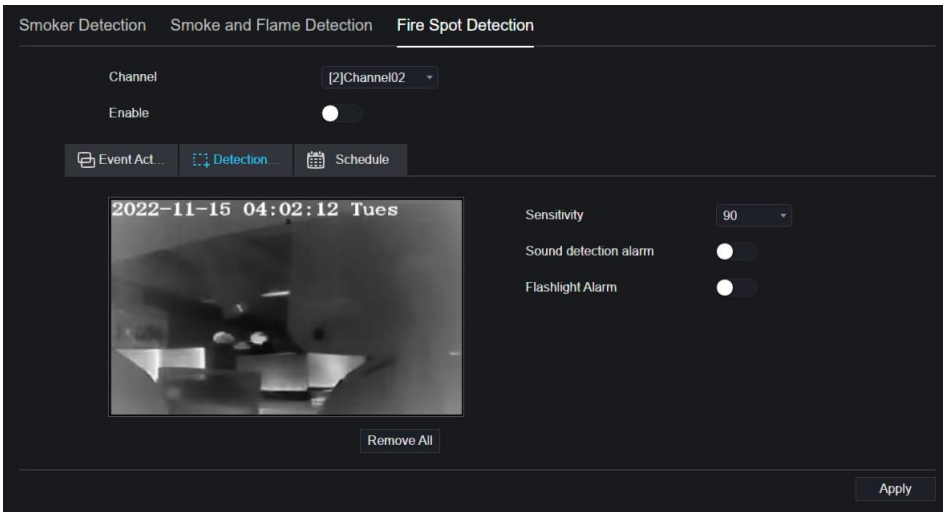 Smoker Detection Smoke and Flame Detection Fire Spot Detection
Channel [2]Channel02
Enable
Event Act... Detection... Schedule
2022-11-15 04:02:12 Tues
Sensitivity 90
Sound detection alarm
Flashlight Alarm
Remove All
Apply